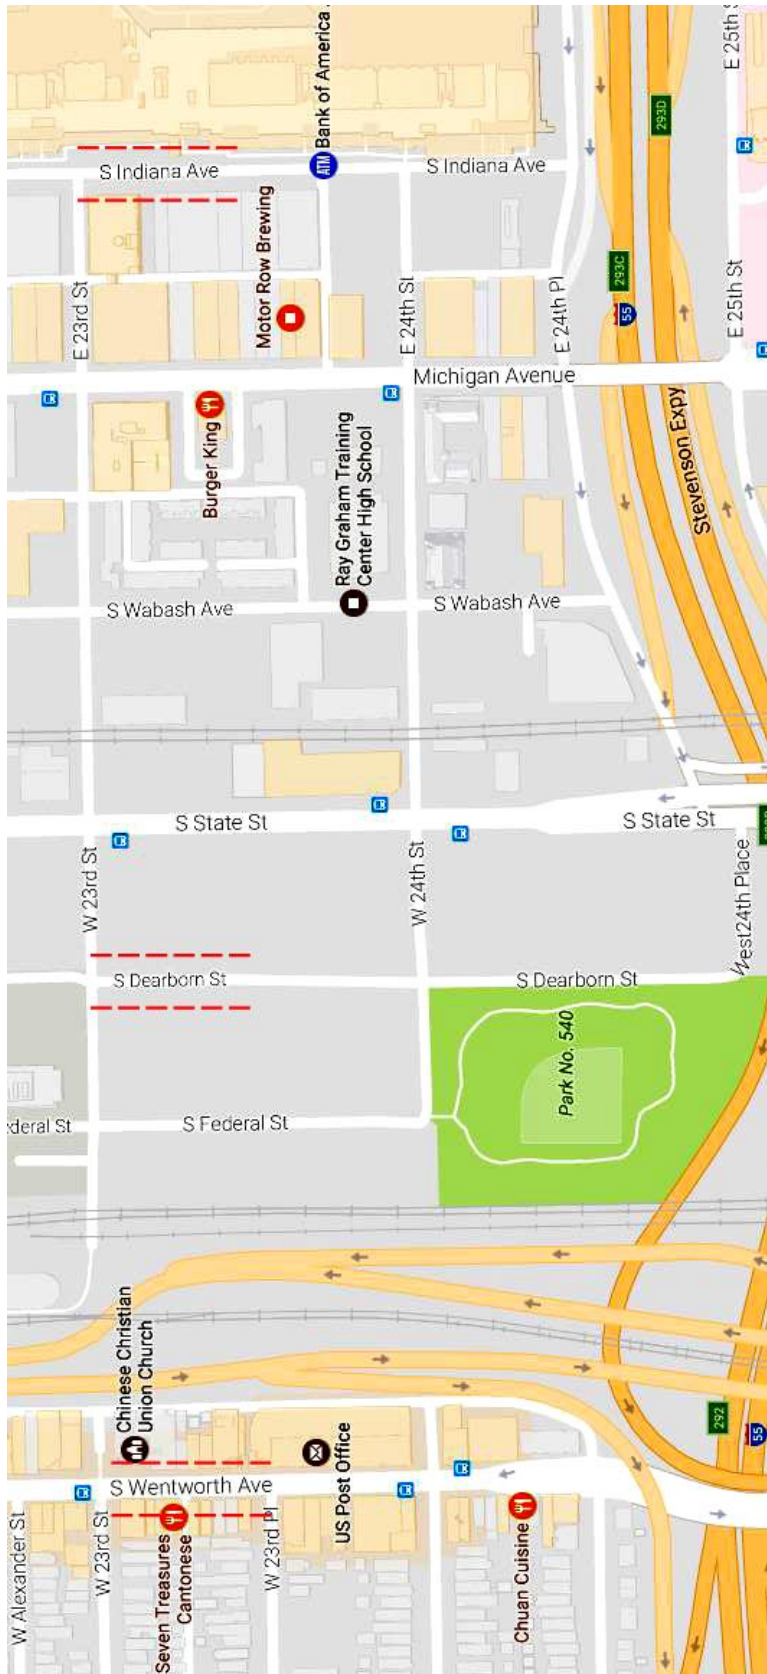 E 25th S
Bank of America
ATM
293D
S Indiana Ave
S Indiana Ave
Motor Row Brewing
293C
E 23rd St
E 24th St
E 24th Pl
E 25th St
55
Michigan Avenue
Burger King
Ray Graham Training
Center High School
Stevenson Expy
S Wabash Ave
S Wabash Ave
S State St
S State St
W 23rd St
W 24th St
West24th Place
S Dearborn St
S Dearborn St
Park No. 540
ederal St
S Federal St
Chinese Christian
Union Church
292
55
S Wentworth Ave
US Post Office
W Alexander St
W 23rd St
W 23rd Pl
Seven Treasures
Cantonese
Chuan Cuisine